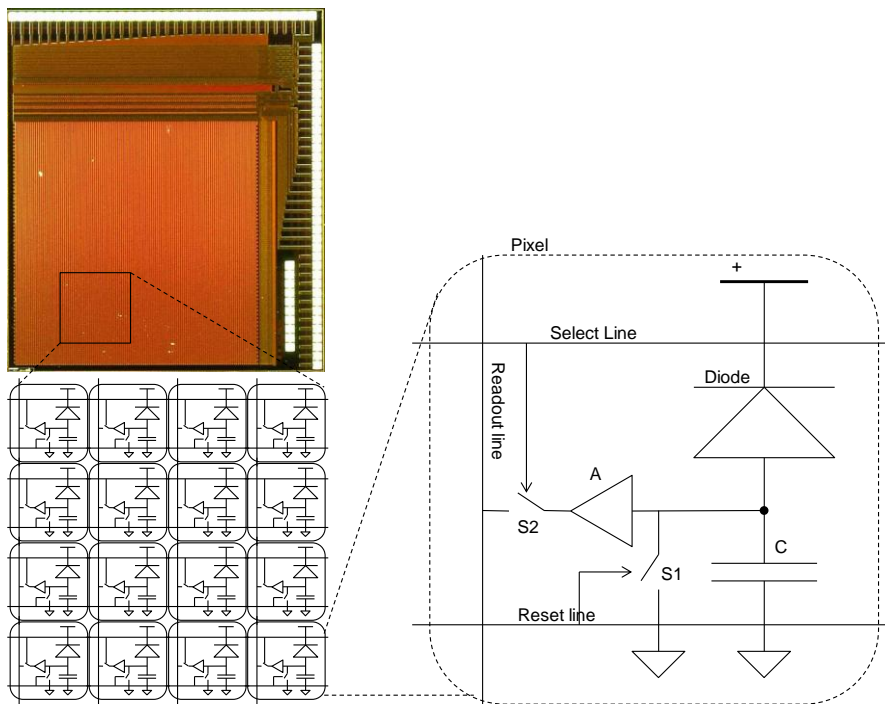 Pixel
+
Select Line
Readout line
Diode
A
S2
C
S1
Reset line